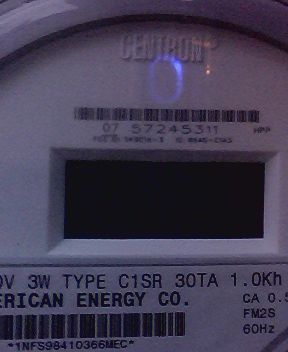 CENTRON
07 57245311
HPP
0V 3W TYPE C1SR 30TA 1.0Kh
ERICAN ENERGY CO.
CA 0.5
FM2S
60Hz
*1NFS98410366MEC*